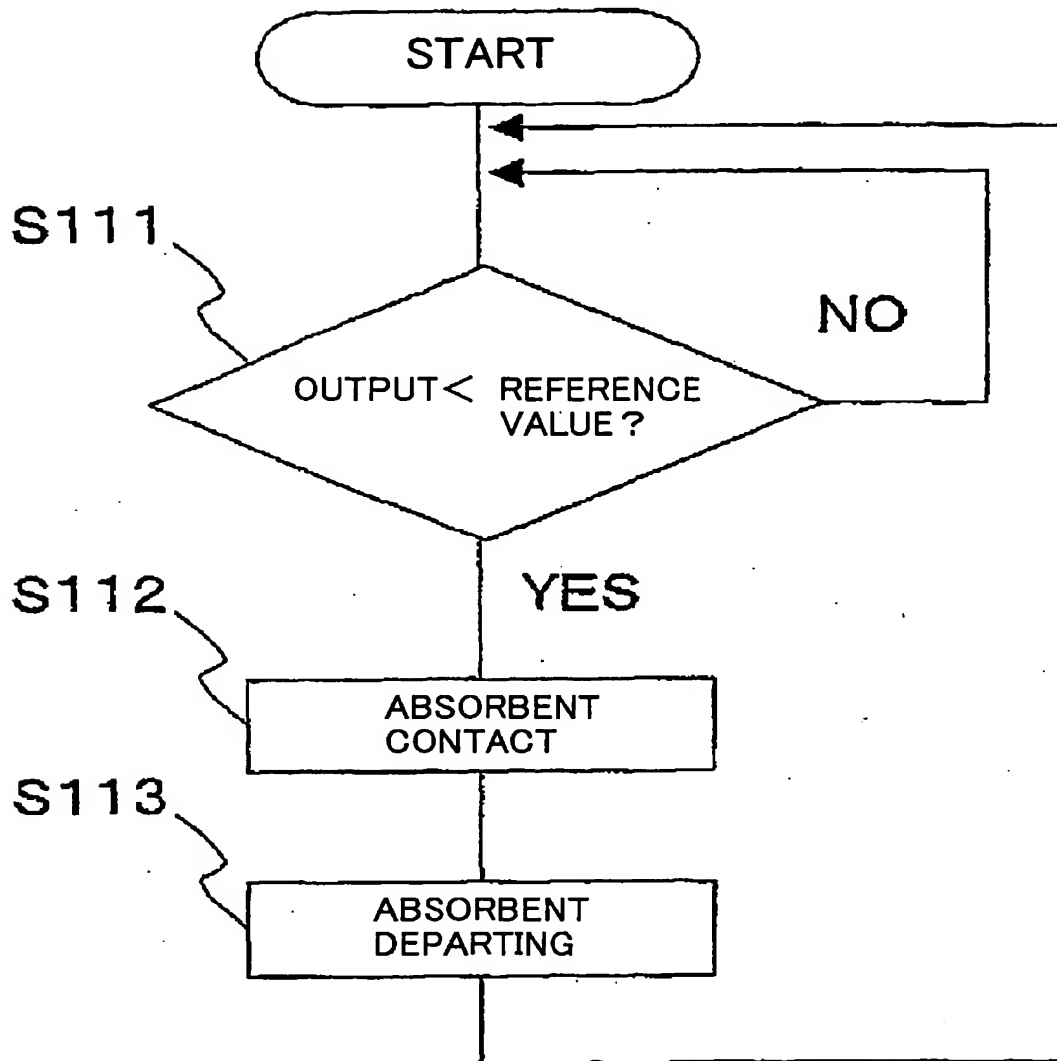 START
S111
NO
OUTPUT < REFERENCE
VALUE ?
YES
S112
ABSORBENT
CONTACT
S113
ABSORBENT
DEPARTING